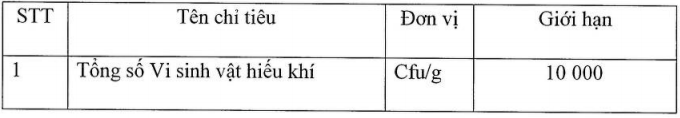 STT Tên chỉ tiêu Đơn vị Giới hạn
1 Tổng số Vi sinh vật hiếu khí Cfu/g 10 000